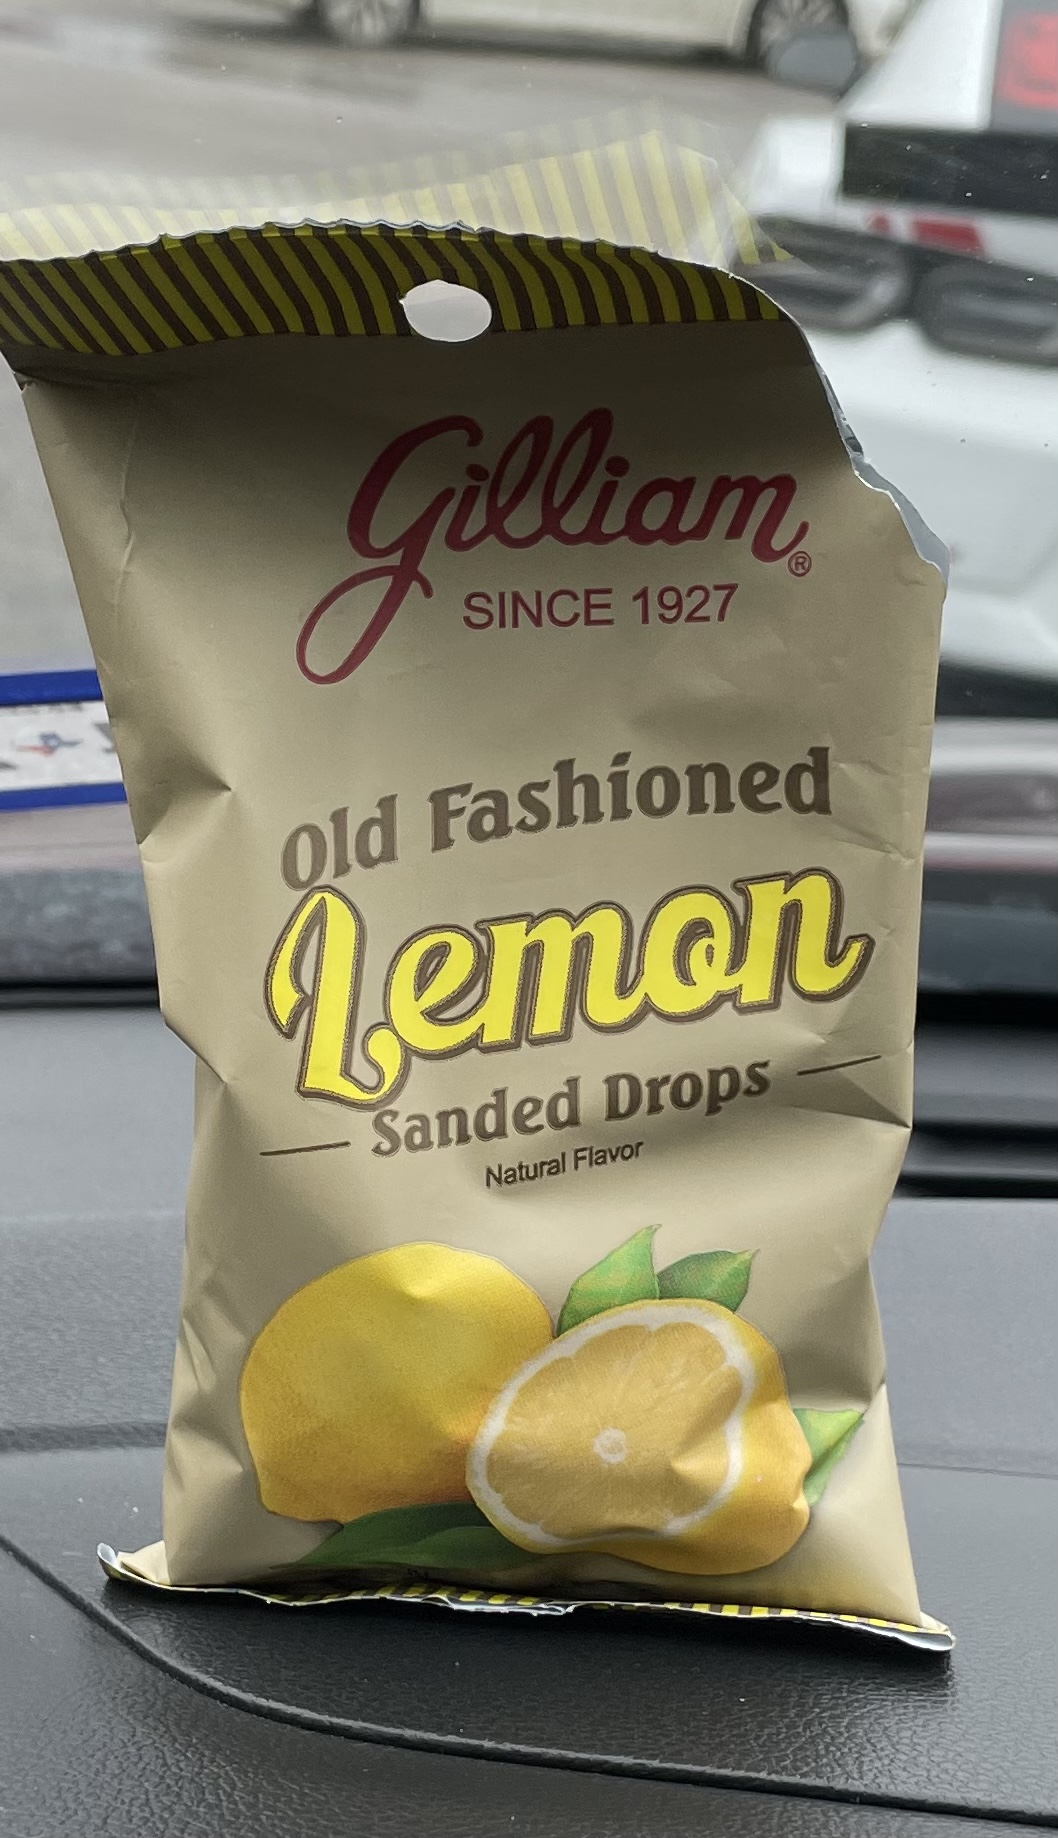 Gilliam®
SINCE 1927
Old Fashioned
Lemon
Sanded Drops
Natural Flavor